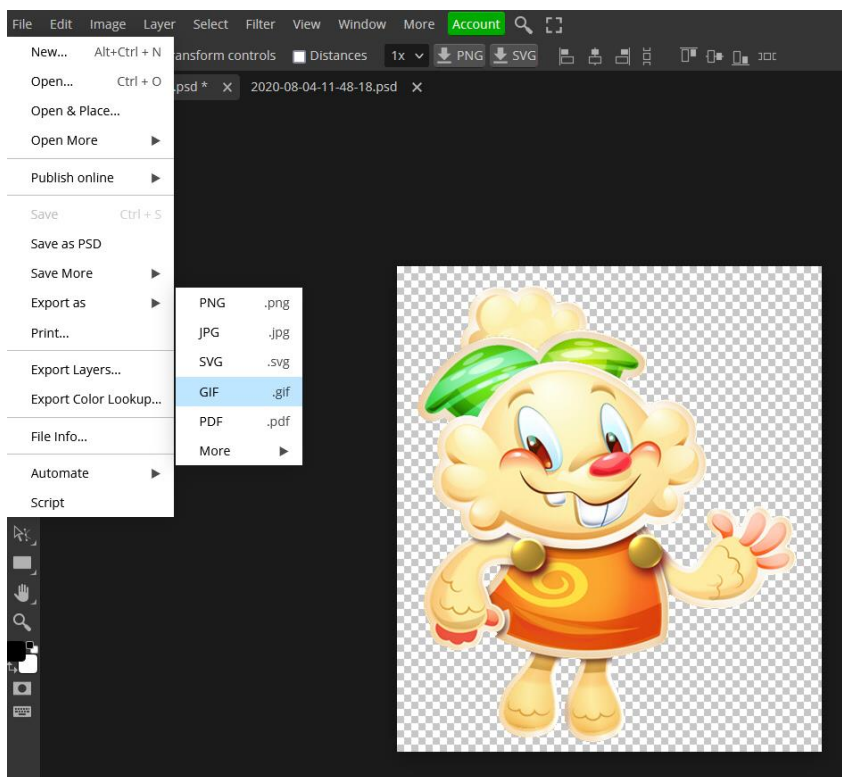 File Edit Image Layer Select Filter View Window More Account
New... Alt+Ctrl + N
ansform controls Distances 1x PNG SVG
Open... Ctrl + O
.psd * X 2020-08-04-11-48-18.psd X
Open & Place...
Open More
Publish online
Save Ctrl + S
Save as PSD
Save More
Export as
PNG .png
Print...
JPG .jpg
SVG .svg
Export Layers...
GIF .gif
Export Color Lookup...
PDF .pdf
File Info...
More
Automate
Script